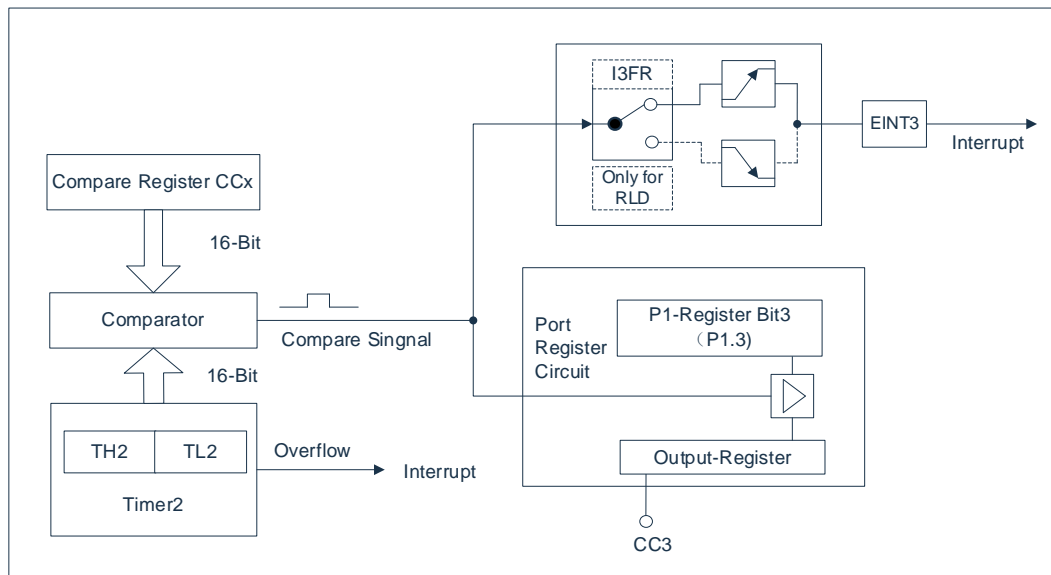 I3FR
Only for
RLD
EINT3
Interrupt
Compare Register CCx
16-Bit
Comparator
Compare Singnal
16-Bit
TH2
TL2
Timer2
Overflow
Interrupt
Port
Register
Circuit
P1-Register Bit3
（P1.3)
Output-Register
CC3